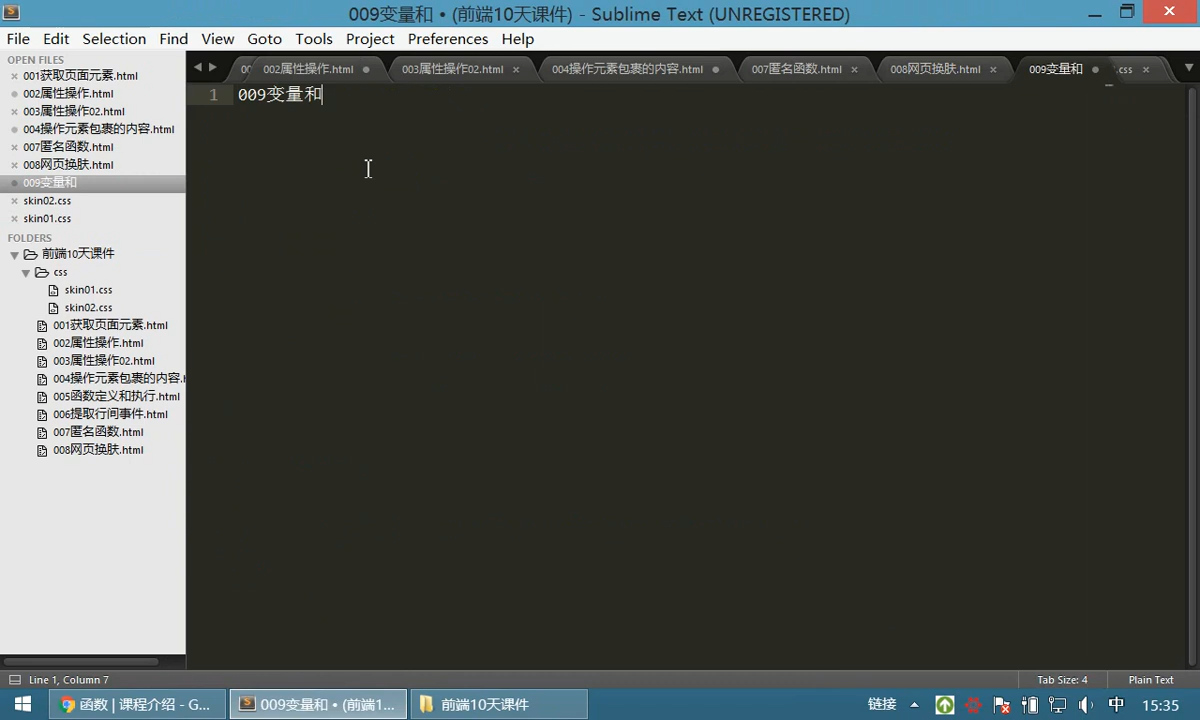 009变量和 • (前端10天课件) - Sublime Text (UNREGISTERED)
File Edit Selection Find View Goto Tools Project Preferences Help
OPEN FILES
001获取页面元素.html
002属性操作.html
003属性操作02.html
004操作元素包裹的内容.html
007匿名函数.html
008网页换肤.html
009变量和
skin02.css
skin01.css
FOLDERS
前端10天课件
css
skin01.css
skin02.css
001获取页面元素.html
002属性操作.html
003属性操作02.html
004操作元素包裹的内容.h
005函数定义和执行.html
006提取行间事件.html
007匿名函数.html
008网页换肤.html
00 002属性操作.html 003属性操作02.html 004操作元素包裹的内容.html 007匿名函数.html 008网页换肤.html 009变量和 .css
1 009变量和
Line 1, Column 7 Tab Size: 4 Plain Text
函数 | 课程介绍 - G... 009变量和 • (前端1... 前端10天课件 链接 中 15:35